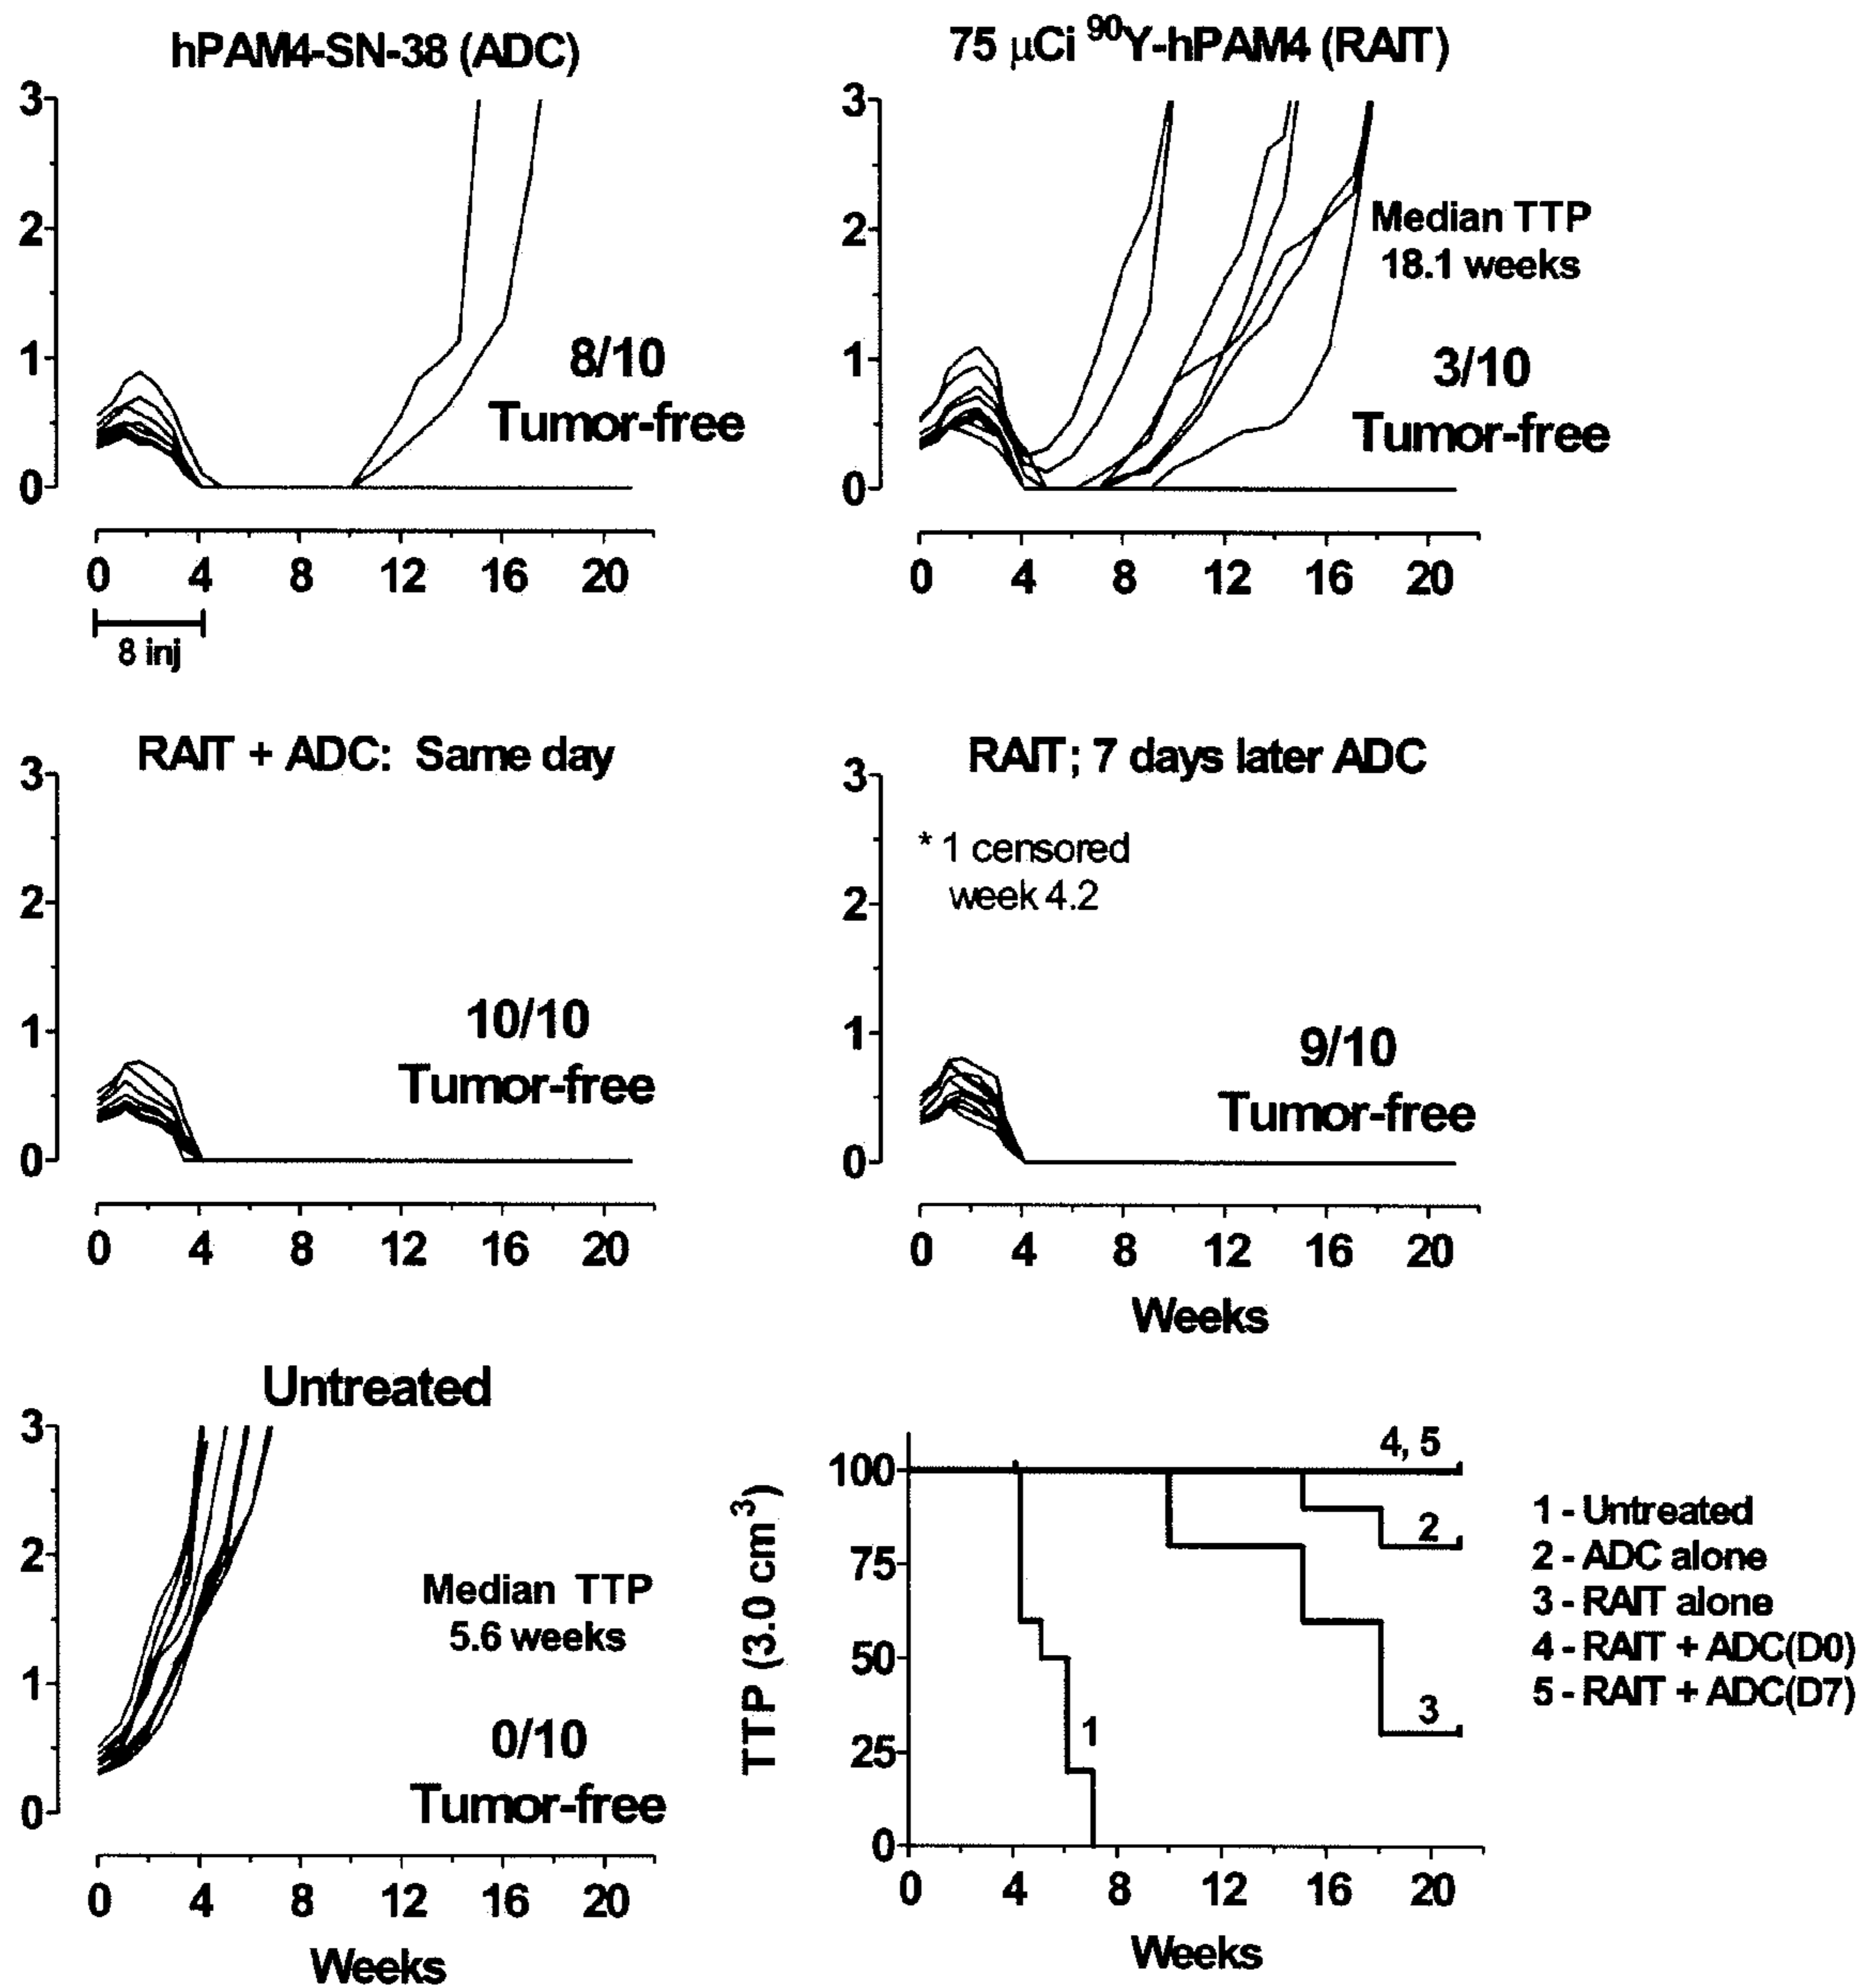 hPAM4-SN-38 (ADC)
3
2
1
0
8/10
Tumor-free
0 4 8 12 16 20
8 inj
75 μCi ⁹⁰Y-hPAM4 (RAIT)
3
2
1
0
Median TTP
18.1 weeks
3/10
Tumor-free
0 4 8 12 16 20
RAIT + ADC: Same day
3
2
1
0
10/10
Tumor-free
0 4 8 12 16 20
RAIT; 7 days later ADC
3
2
1
0
* 1 censored
week 4.2
9/10
Tumor-free
0 4 8 12 16 20
Weeks
Untreated
3
2
1
0
Median TTP
5.6 weeks
0/10
Tumor-free
0 4 8 12 16 20
Weeks
TTP (3.0 cm³)
100
75
50
25
0
4, 5
2
3
1
0 4 8 12 16 20
Weeks
1 - Untreated
2 - ADC alone
3 - RAIT alone
4 - RAIT + ADC(D0)
5 - RAIT + ADC(D7)